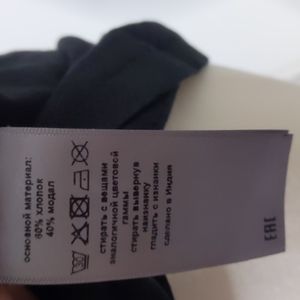 основной материал:
60% хлопок
40% модал
стирать с вещами
аналогичной цветовой
гаммы
стирать вывернув
наизнанку
гладить с изнанки
сделано в Индии
EAC